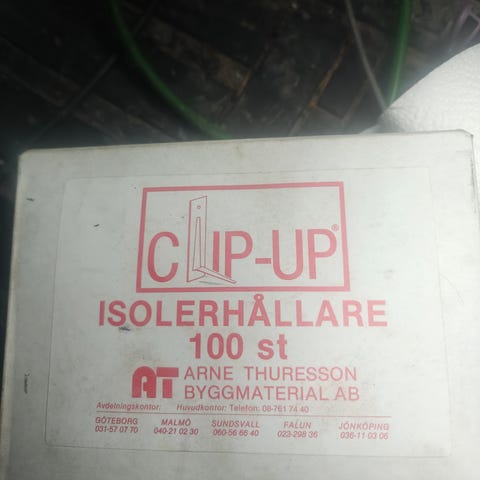 CLIP-UP®
ISOLERHÅLLARE
100 st
AT ARNE THURESSON
BYGGMATERIAL AB
Avdelningskontor: Huvudkontor: Telefon: 08-761 74 40
GÖTEBORG MALMÖ SUNDSVALL FALUN JÖNKÖPING
031-57 07 70 040-21 02 30 060-56 66 40 023-298 36 036-11 03 06